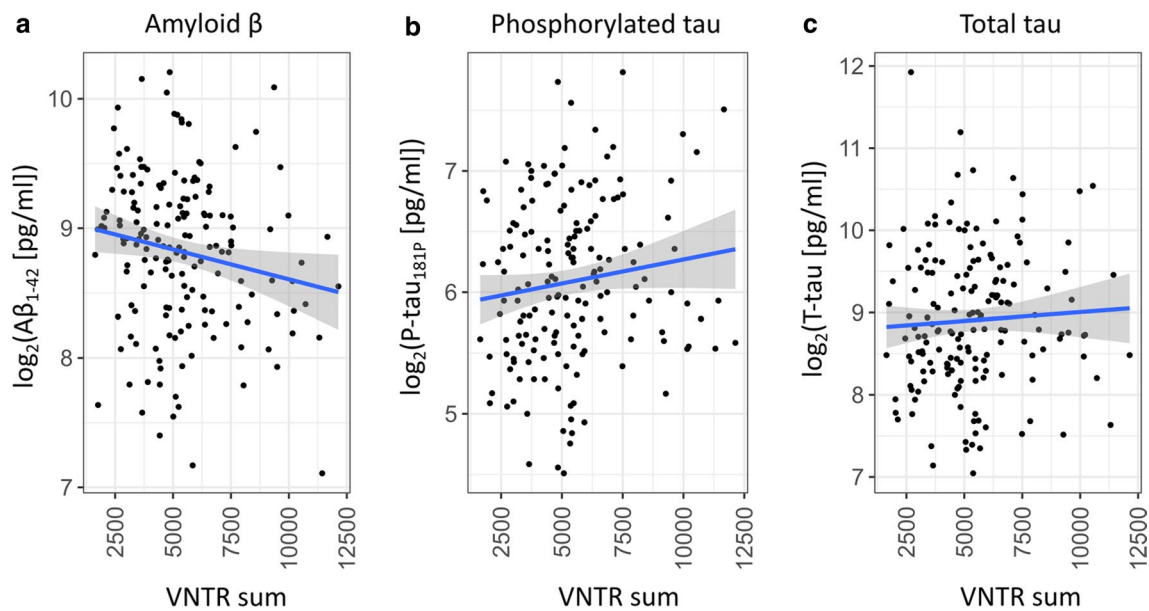 a Amyloid β
b Phosphorylated tau
c Total tau
log2(Aβ1-42 [pg/ml])
10
9
8
7
2500 5000 7500 10000 12500
VNTR sum
log2(P-tau181P [pg/ml])
7
6
5
2500 5000 7500 10000 12500
VNTR sum
log2(T-tau [pg/ml])
12
11
10
9
8
7
2500 5000 7500 10000 12500
VNTR sum